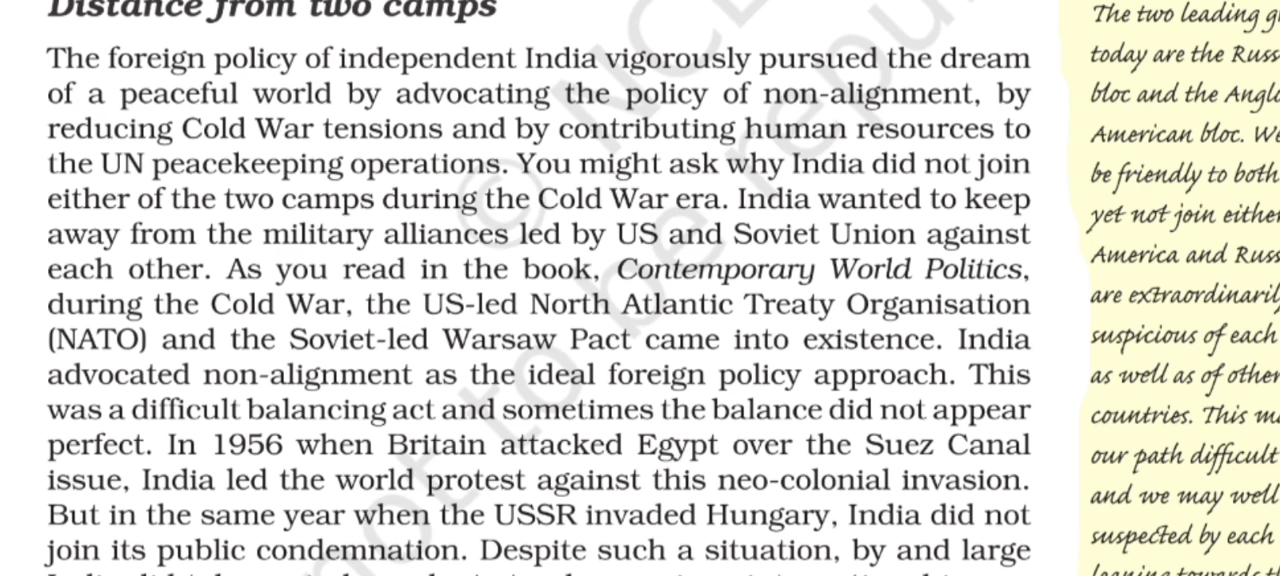 Distance from two camps
The foreign policy of independent India vigorously pursued the dream
of a peaceful world by advocating the policy of non-alignment, by
reducing Cold War tensions and by contributing human resources to
the UN peacekeeping operations. You might ask why India did not join
either of the two camps during the Cold War era. India wanted to keep
away from the military alliances led by US and Soviet Union against
each other. As you read in the book, Contemporary World Politics,
during the Cold War, the US-led North Atlantic Treaty Organisation
(NATO) and the Soviet-led Warsaw Pact came into existence. India
advocated non-alignment as the ideal foreign policy approach. This
was a difficult balancing act and sometimes the balance did not appear
perfect. In 1956 when Britain attacked Egypt over the Suez Canal
issue, India led the world protest against this neo-colonial invasion.
But in the same year when the USSR invaded Hungary, India did not
join its public condemnation. Despite such a situation, by and large
The two leading
today are the
bloc and the
American bloc.
be friendly to both
yet not join
America and
are
suspicious of each
as well as of
countries. This
our path difficult
and we may well
suspected by each
© 
not to be